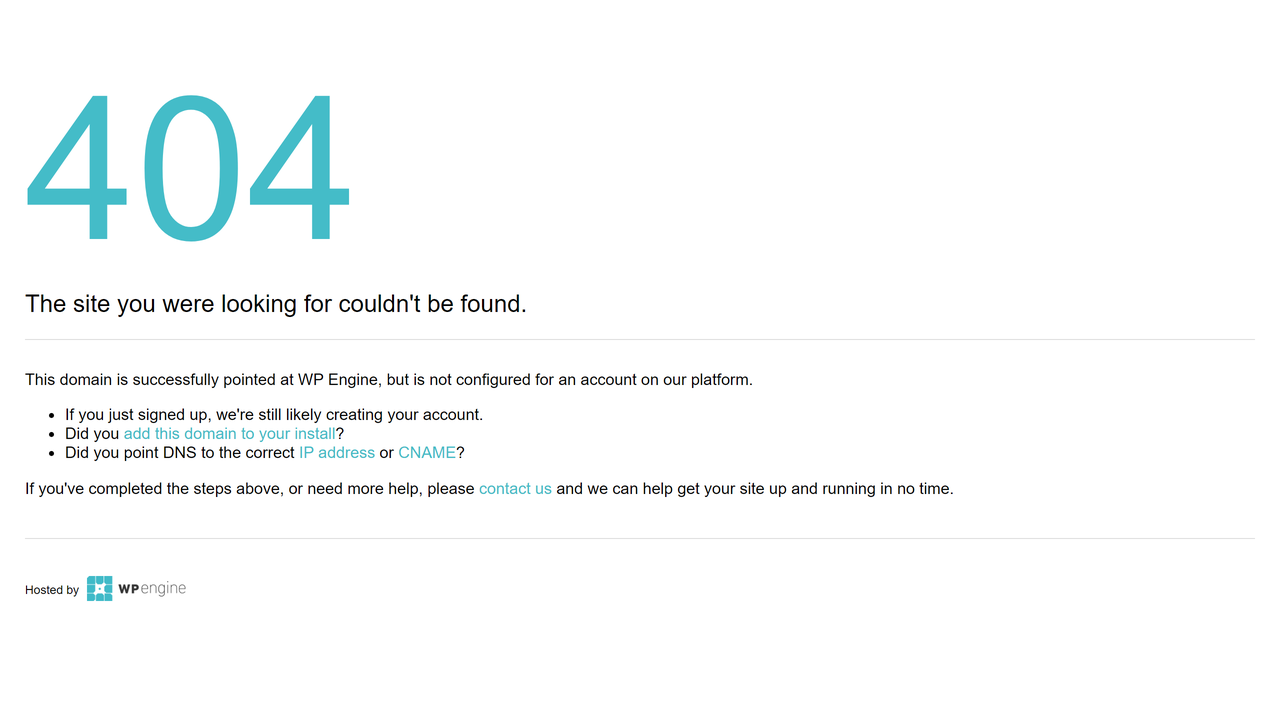 404
The site you were looking for couldn't be found.
This domain is successfully pointed at WP Engine, but is not configured for an account on our platform.
• If you just signed up, we're still likely creating your account.
• Did you add this domain to your install?
• Did you point DNS to the correct IP address or CNAME?
If you've completed the steps above, or need more help, please contact us and we can help get your site up and running in no time.
Hosted by WP engine